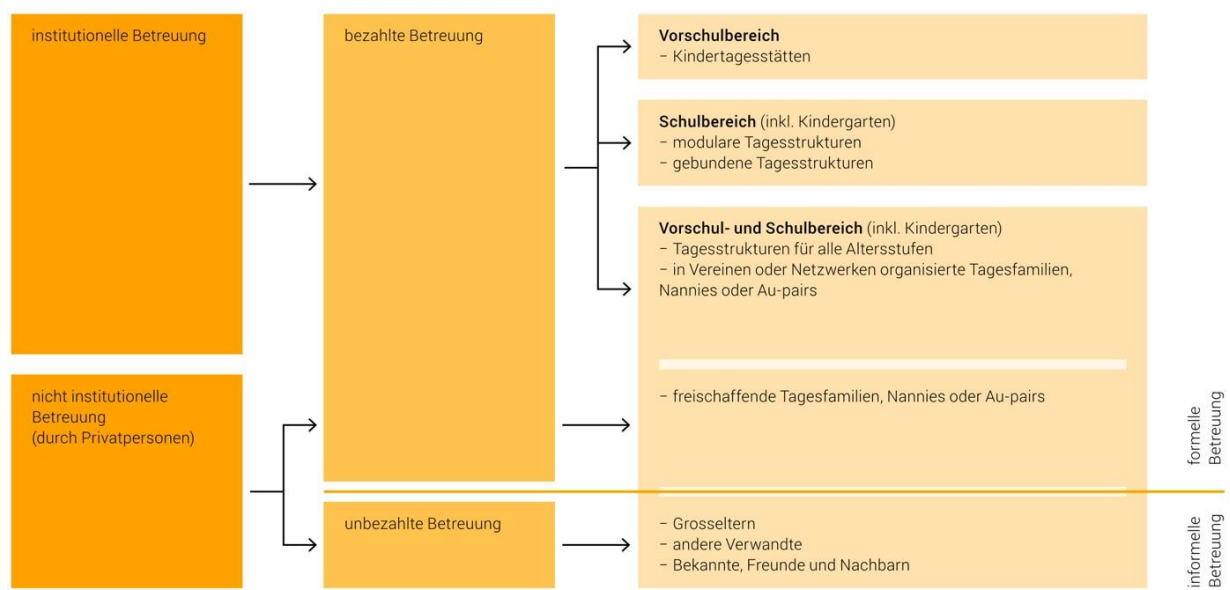 institutionelle Betreuung
bezahlte Betreuung
Vorschulbereich
– Kindertagesstätten
Schulbereich (inkl. Kindergarten)
– modulare Tagesstrukturen
– gebundene Tagesstrukturen
Vorschul- und Schulbereich (inkl. Kindergarten)
– Tagesstrukturen für alle Altersstufen
– in Vereinen oder Netzwerken organisierte Tagesfamilien,
Nannies oder Au-pairs
nicht institutionelle
Betreuung
(durch Privatpersonen)
– freischaffende Tagesfamilien, Nannies oder Au-pairs
formelle
Betreuung
unbezahlte Betreuung
– Grosseltern
– andere Verwandte
– Bekannte, Freunde und Nachbarn
informelle
Betreuung